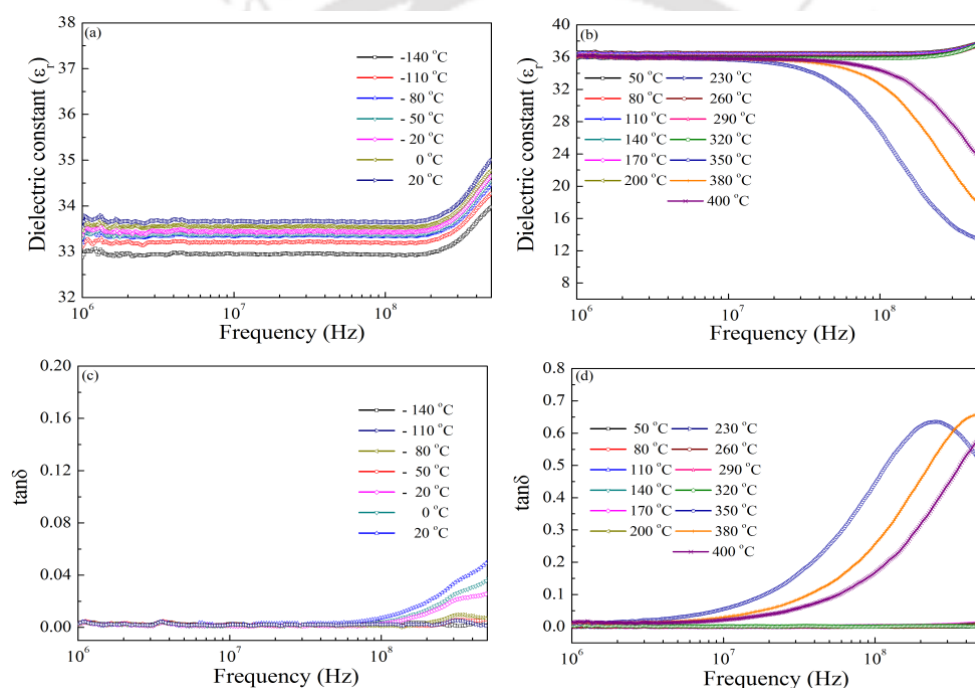 (a)
38
37
36
35
34
33
32
Dielectric constant (εr)
-140 °C
-110 °C
- 80 °C
- 50 °C
- 20 °C
0 °C
20 °C
10^6
10^7
10^8
Frequency (Hz)
(b)
40
36
32
28
24
20
16
12
8
Dielectric constant (εr)
50 °C 230 °C
80 °C 260 °C
110 °C 290 °C
140 °C 320 °C
170 °C 350 °C
200 °C 380 °C
400 °C
10^6
10^7
10^8
Frequency (Hz)
(c)
0.20
0.16
0.12
0.08
0.04
0.00
tanδ
- 140 °C
- 110 °C
- 80 °C
- 50 °C
- 20 °C
0 °C
20 °C
10^6
10^7
10^8
Frequency (Hz)
(d)
0.8
0.7
0.6
0.5
0.4
0.3
0.2
0.1
0.0
tanδ
50 °C 230 °C
80 °C 260 °C
110 °C 290 °C
140 °C 320 °C
170 °C 350 °C
200 °C 380 °C
400 °C
10^6
10^7
10^8
Frequency (Hz)